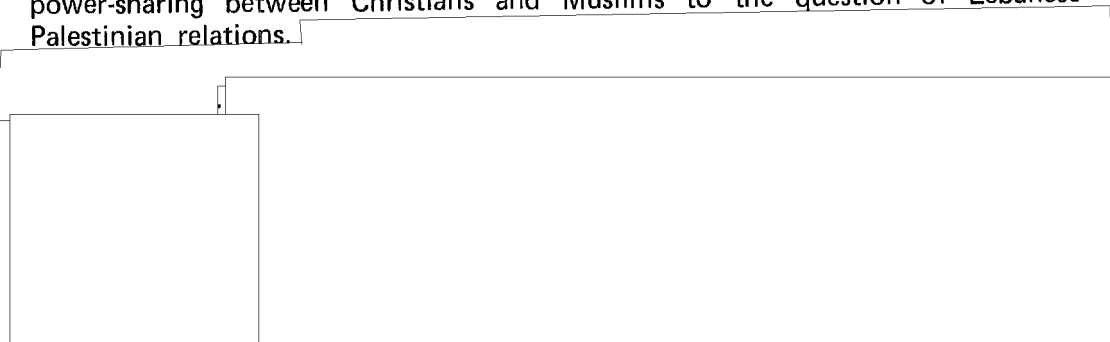 power-sharing between Christians and Muslims to the question of Lebanese-
Palestinian relations.